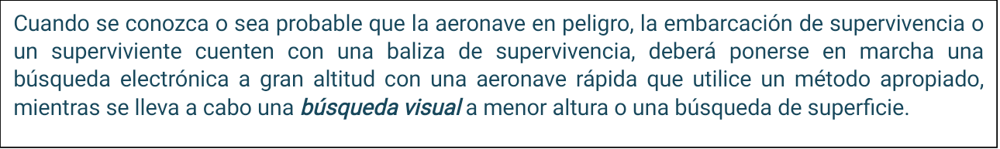 Cuando se conozca o sea probable que la aeronave en peligro, la embarcación de supervivencia o
un superviviente cuenten con una baliza de supervivencia, deberá ponerse en marcha una
búsqueda electrónica a gran altitud con una aeronave rápida que utilice un método apropiado,
mientras se lleva a cabo una búsqueda visual a menor altura o una búsqueda de superficie.